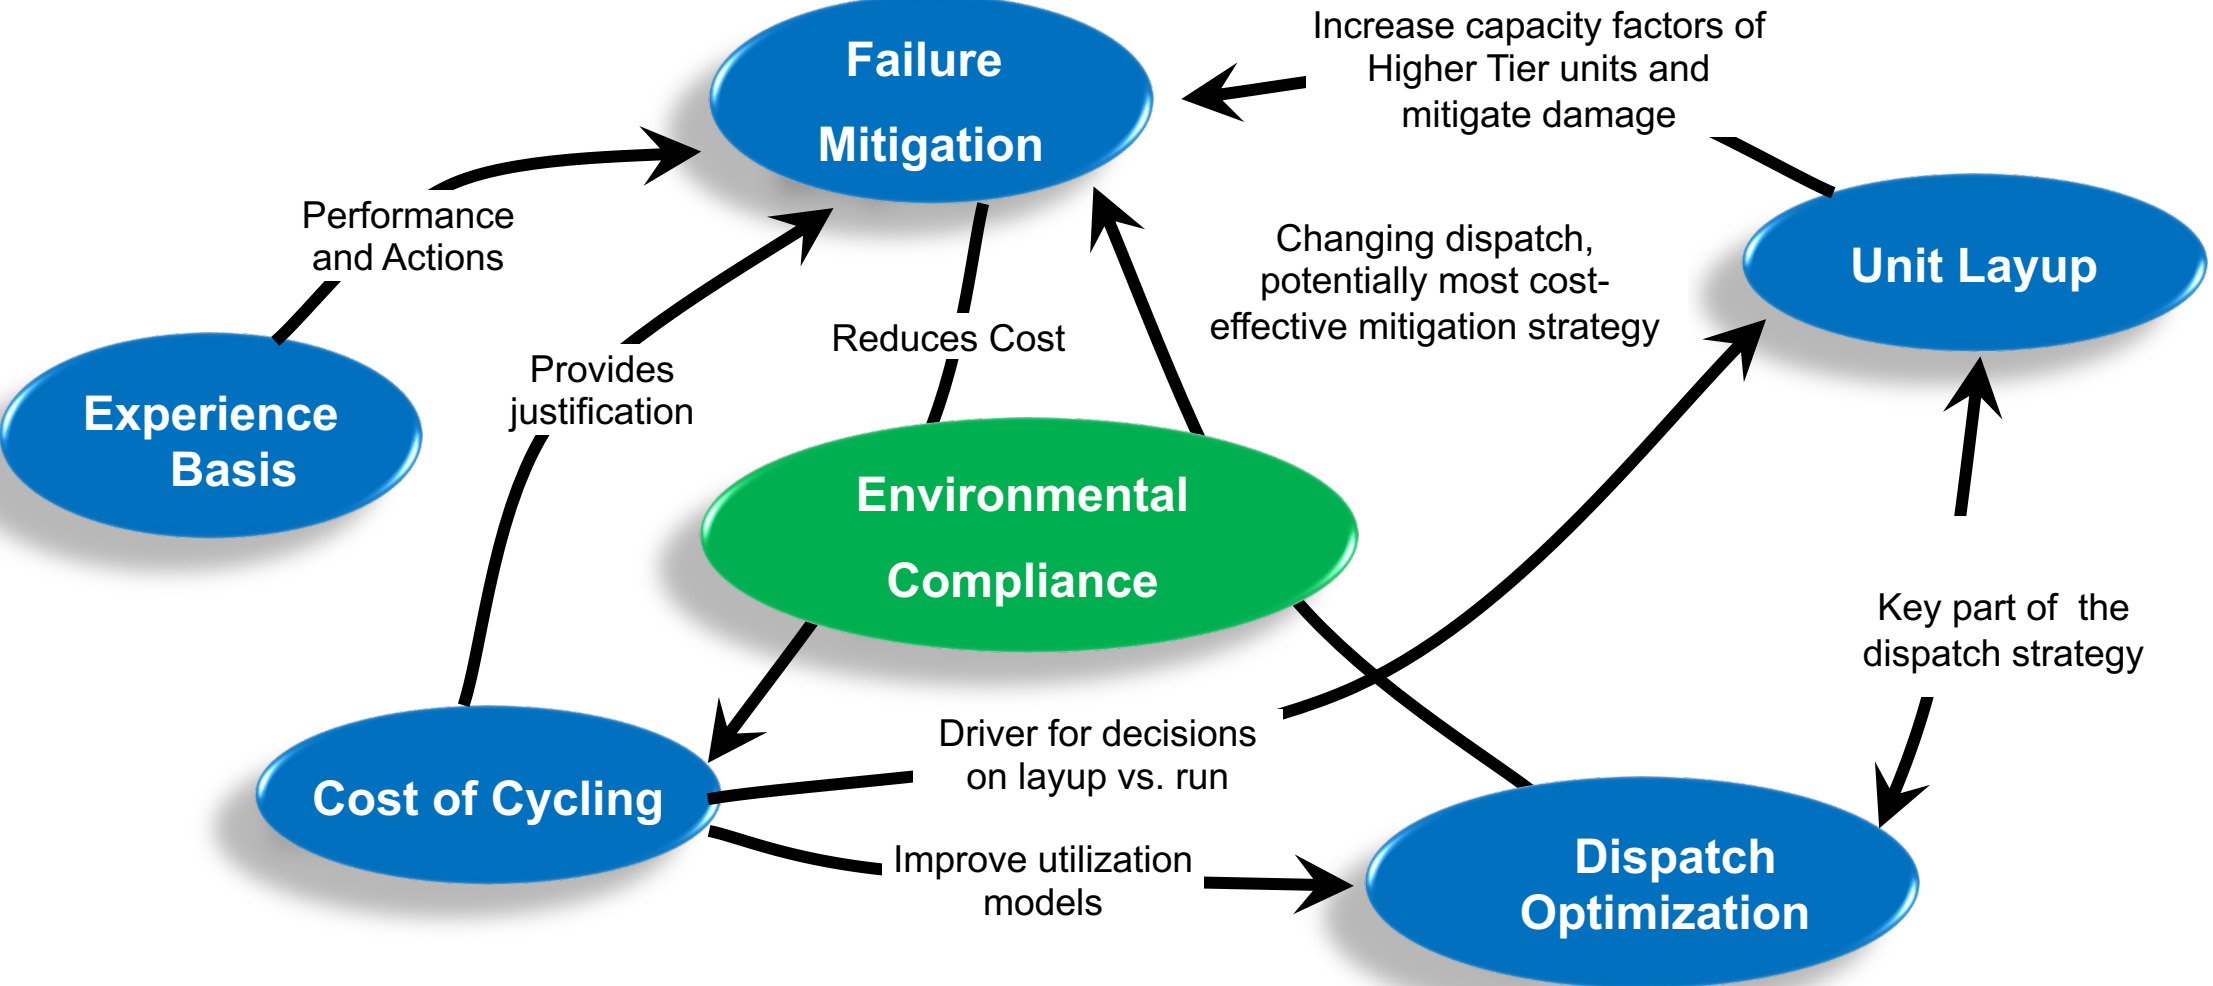 Failure
Mitigation
Increase capacity factors of
Higher Tier units and
mitigate damage
Performance
and Actions
Changing dispatch,
potentially most cost-
effective mitigation strategy
Unit Layup
Reduces Cost
Provides
justification
Experience
Basis
Environmental
Compliance
Key part of  the
dispatch strategy
Driver for decisions
on layup vs. run
Cost of Cycling
Improve utilization
models
Dispatch
Optimization